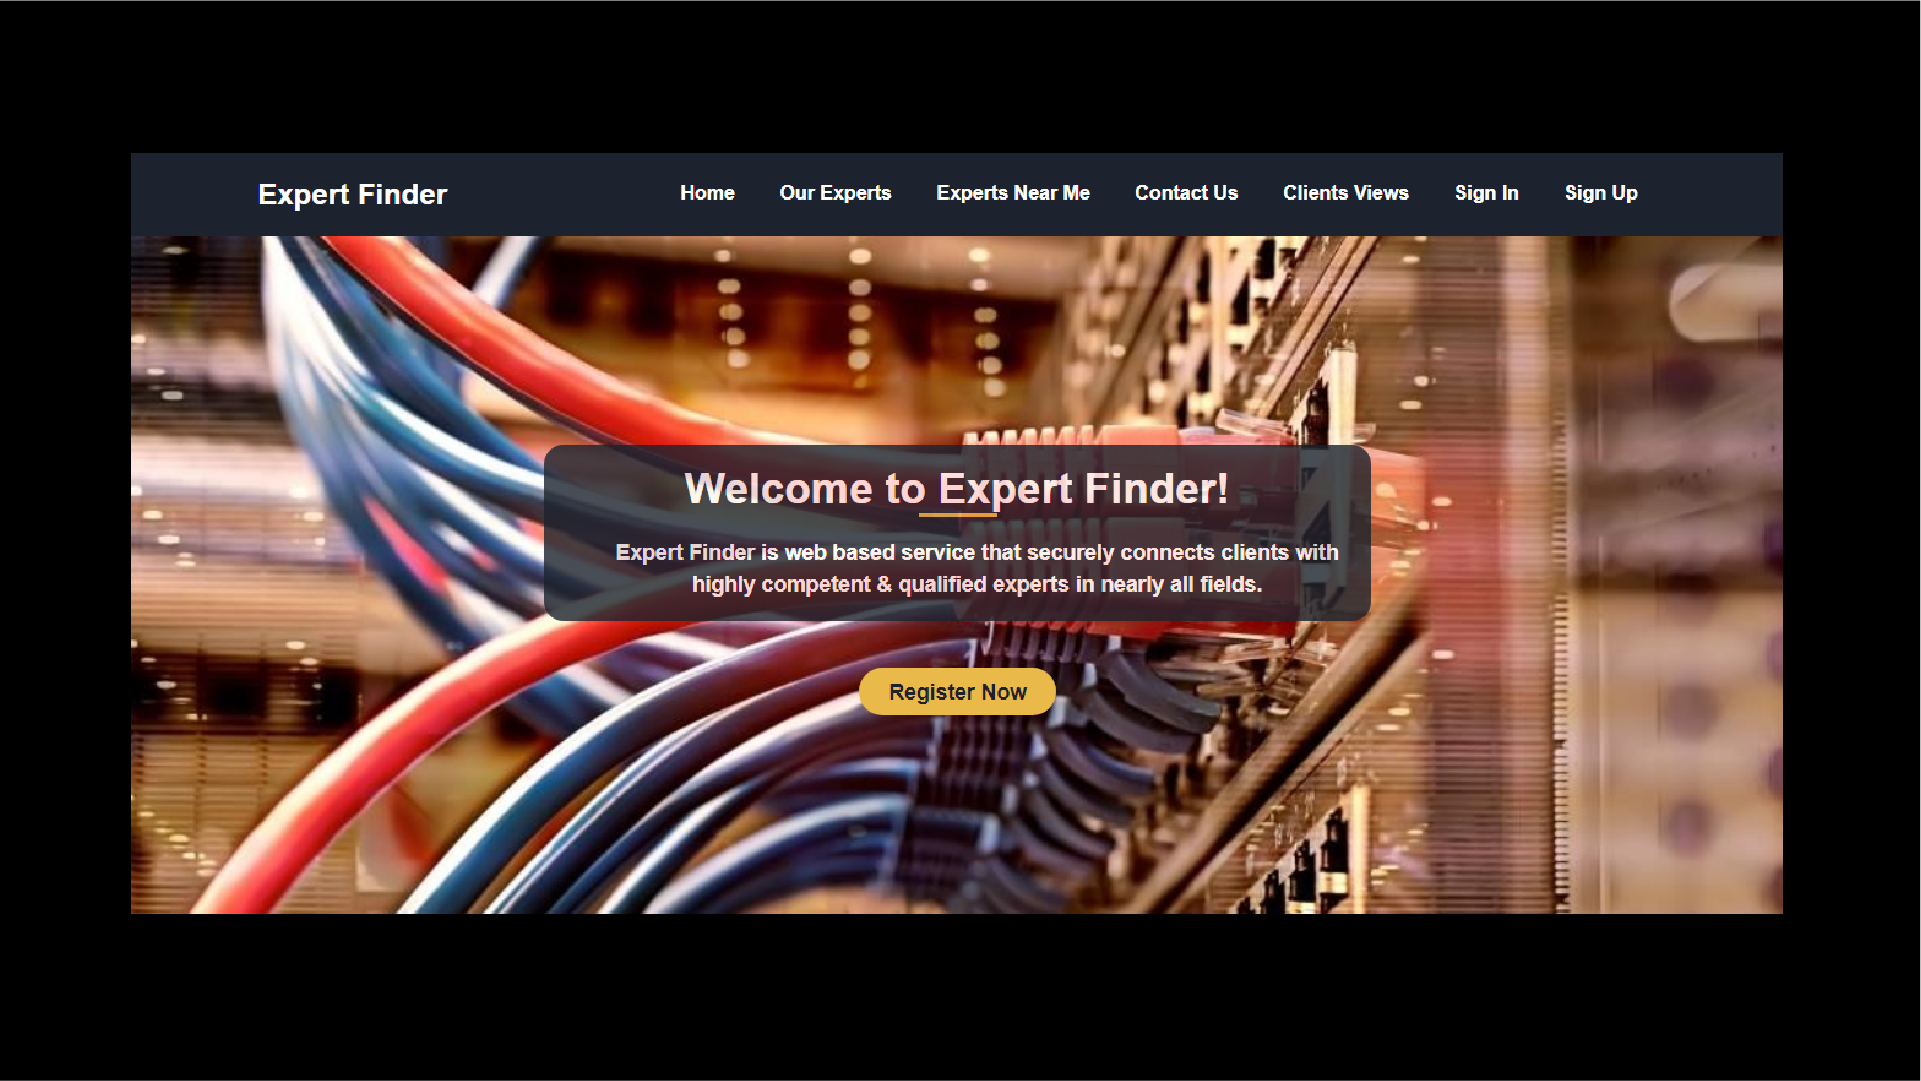 Expert Finder
Home
Our Experts
Experts Near Me
Contact Us
Clients Views
Sign In
Sign Up
Welcome to Expert Finder!
Expert Finder is web based service that securely connects clients with
highly competent & qualified experts in nearly all fields.
Register Now